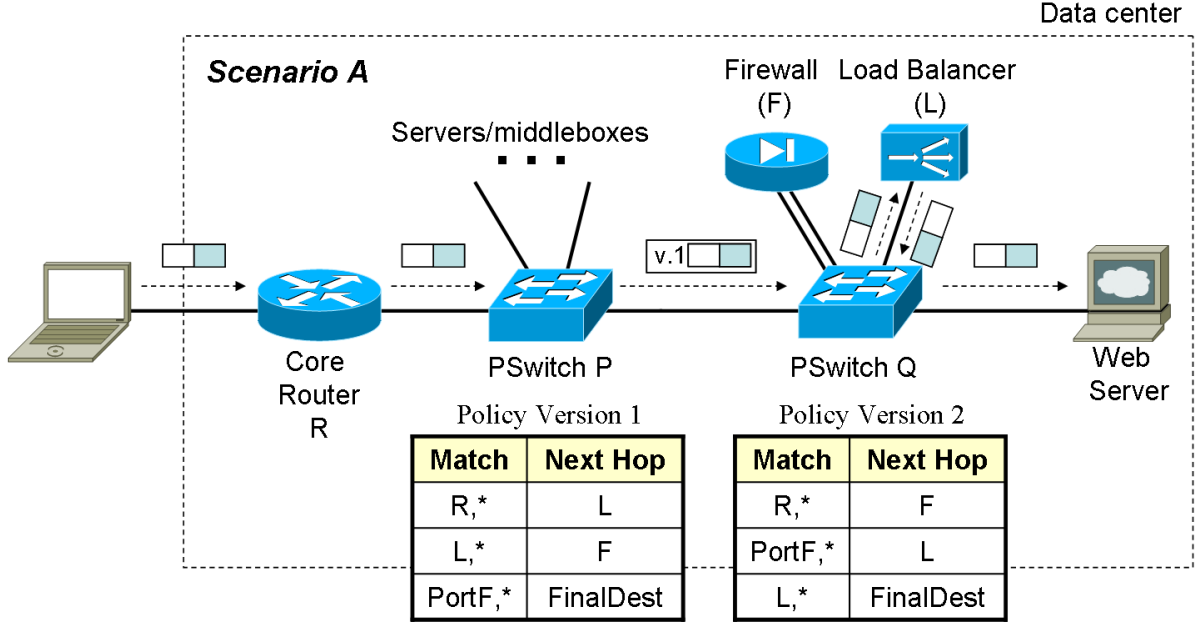 Data center
Scenario A
Firewall
(F)
Load Balancer
(L)
Servers/middleboxes
v.1
Core
Router
R
PSwitch P
PSwitch Q
Web
Server
Policy Version 1
Match Next Hop
R,* L
L,* F
PortF,* FinalDest
Policy Version 2
Match Next Hop
R,* F
PortF,* L
L,* FinalDest